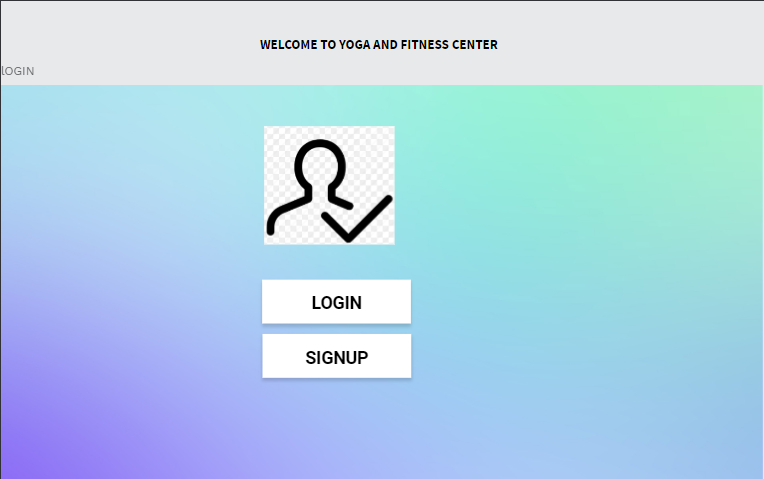 WELCOME TO YOGA AND FITNESS CENTER
lOGIN
LOGIN
SIGNUP